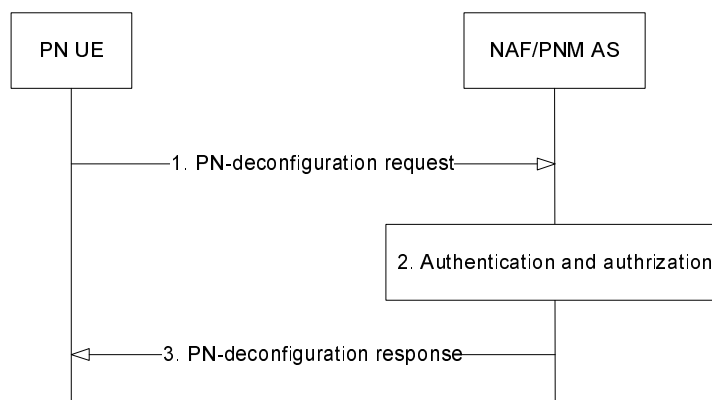 PN UE
NAF/PNM AS
1. PN-deconfiguration request
2. Authentication and authrization
3. PN-deconfiguration response